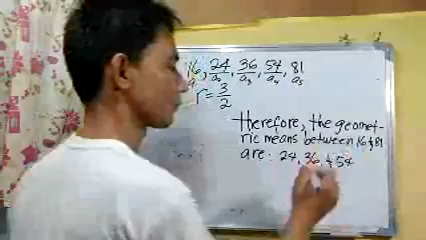 16, 24, 36, 54, 81
a₂ a₃ a₄ a₅
r = 3/2
Therefore, the geomet-
ric means between 16 & 81
are: 24, 36, & 54